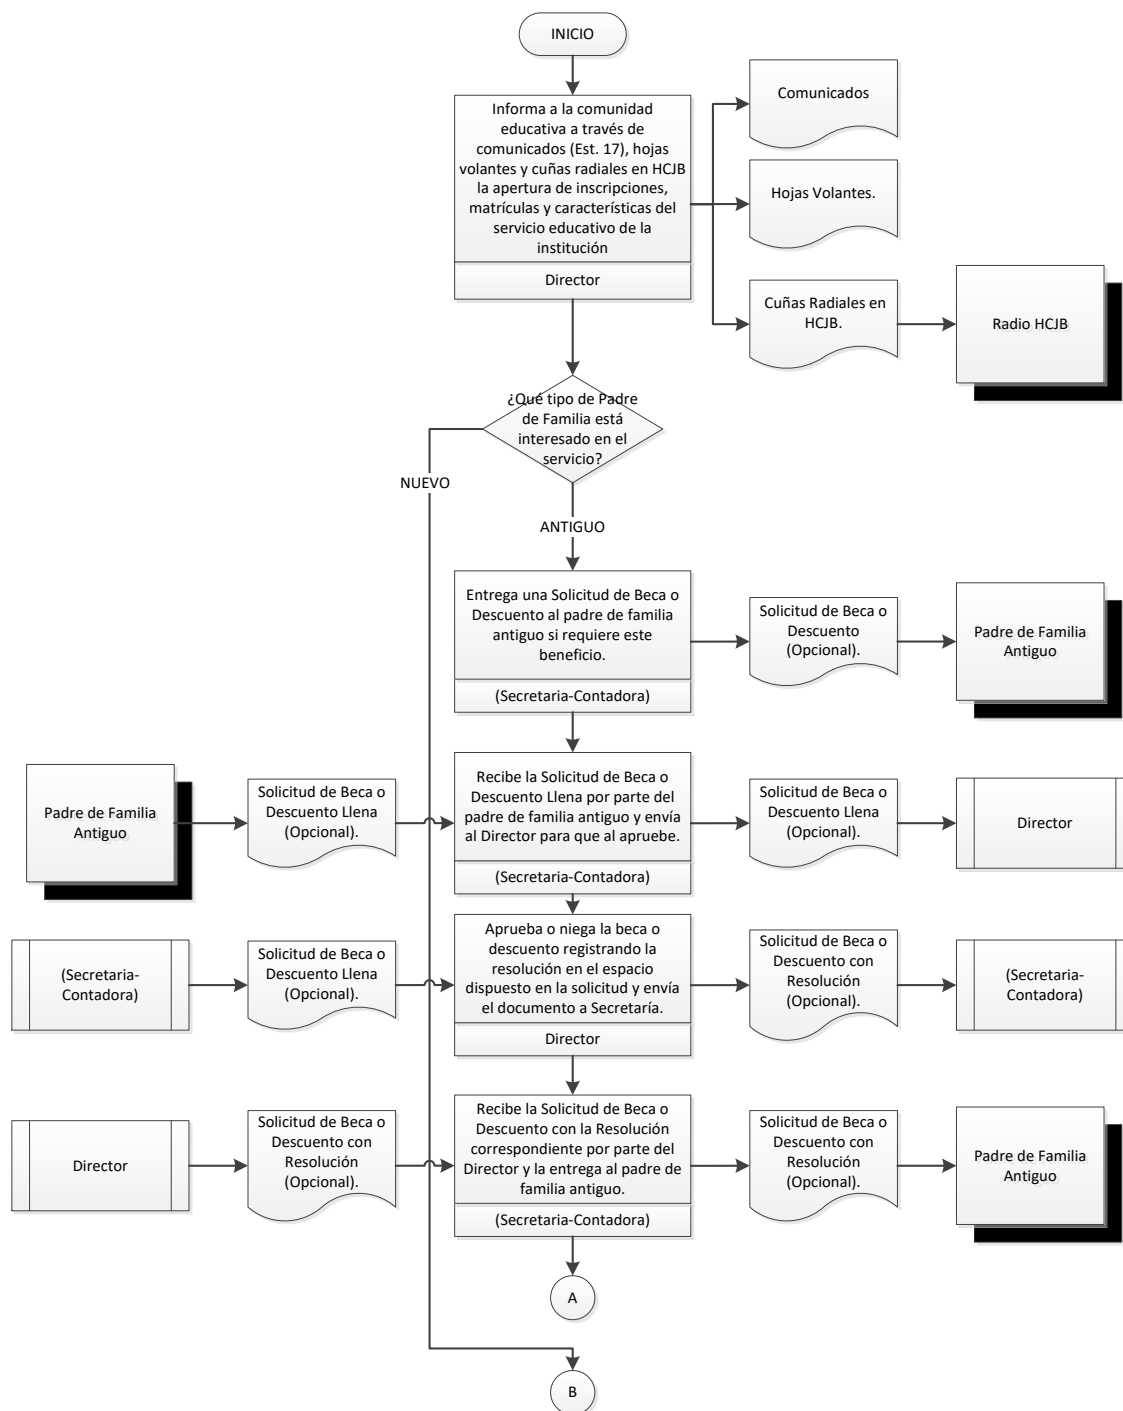 INICIO
Informa a la comunidad
educativa a través de
comunicados (Est. 17), hojas
volantes y cuñas radiales en HCJB
la apertura de inscripciones,
matrículas y características del
servicio educativo de la
institución
Director
Comunicados
Hojas Volantes.
Cuñas Radiales en
HCJB.
Radio HCJB
¿Qué tipo de Padre
de Familia está
interesado en el
servicio?
NUEVO
ANTIGUO
Entrega una Solicitud de Beca o
Descuento al padre de familia
antiguo si requiere este
beneficio.
(Secretaria-Contadora)
Solicitud de Beca o
Descuento
(Opcional).
Padre de Familia
Antiguo
Padre de Familia
Antiguo
Solicitud de Beca o
Descuento Llena
(Opcional).
Recibe la Solicitud de Beca o
Descuento Llena por parte del
padre de familia antiguo y envía
al Director para que al apruebe.
(Secretaria-Contadora)
Solicitud de Beca o
Descuento Llena
(Opcional).
Director
(Secretaria-
Contadora)
Solicitud de Beca o
Descuento Llena
(Opcional).
Aprueba o niega la beca o
descuento registrando la
resolución en el espacio
dispuesto en la solicitud y envía
el documento a Secretaría.
Director
Solicitud de Beca o
Descuento con
Resolución
(Opcional).
(Secretaria-
Contadora)
Director
Solicitud de Beca o
Descuento con
Resolución
(Opcional).
Recibe la Solicitud de Beca o
Descuento con la Resolución
correspondiente por parte del
Director y la entrega al padre de
familia antiguo.
(Secretaria-Contadora)
Solicitud de Beca o
Descuento con
Resolución
(Opcional).
Padre de Familia
Antiguo
A
B